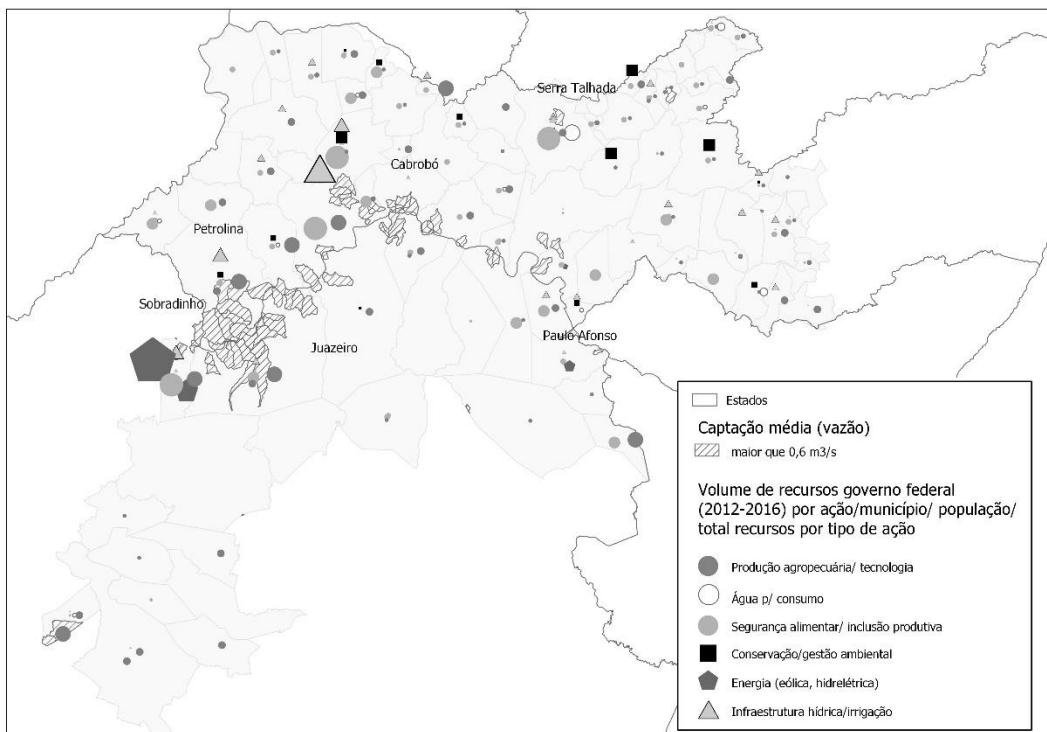 Serra Talhada
Cabrobó
Petrolina
Sobradinho
Juazeiro
Paulo Afonso
Estados
Captação média (vazão)
maior que 0,6 m3/s
Volume de recursos governo federal
(2012-2016) por ação/município/ população/
total recursos por tipo de ação
Produção agropecuária/ tecnologia
Água p/ consumo
Segurança alimentar/ inclusão produtiva
Conservação/gestão ambiental
Energia (eólica, hidrelétrica)
Infraestrutura hídrica/irrigação